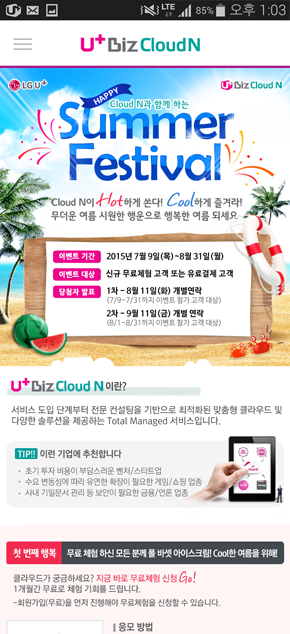 LTE 85% 오후 1:03
U+ Biz Cloud N
LG U+
U+ Biz Cloud N
HAPPY
Cloud N과 함께 하는
Summer
Festival
Cloud N이 Hot하게 쏜다! Cool하게 즐겨라!
무더운 여름 시원한 행운으로 행복한 여름 되세요
이벤트 기간 2015년 7월 9일(목)~8월 31일(월)
이벤트 대상 신규 무료체험 고객 또는 유료결제 고객
당첨자 발표 1차 – 8월 11일(화) 개별연락
(7/9~7/31까지 이벤트 참가 고객 대상)
2차 – 9월 11일(금) 개별 연락
(8/1~8/31까지 이벤트 참가 고객 대상)
U+ Biz Cloud N 이란?
서비스 도입 단계부터 전문 컨설팅을 기반으로 최적화된 맞춤형 클라우드 및
다양한 솔루션을 제공하는 Total Managed 서비스입니다.
TIP!! 이런 기업에 추천합니다
• 초기 투자 비용이 부담스러운 벤처/스타트업
• 수요 변동성에 따라 유연한 확장이 필요한 게임/쇼핑 업종
• 사내 기밀문서 관리 등 보안이 필요한 금융/언론 업종
첫 번째 행복 무료 체험 하신 모든 분께 폴 바셋 아이스크림! Cool한 여름을 위해!
클라우드가 궁금하세요? 지금 바로 무료체험 신청 Go!
1개월간 무료로 체험 기회를 드립니다.
-회원가입(무료)을 먼저 진행해야 무료체험을 신청할 수 있습니다.
응모 방법